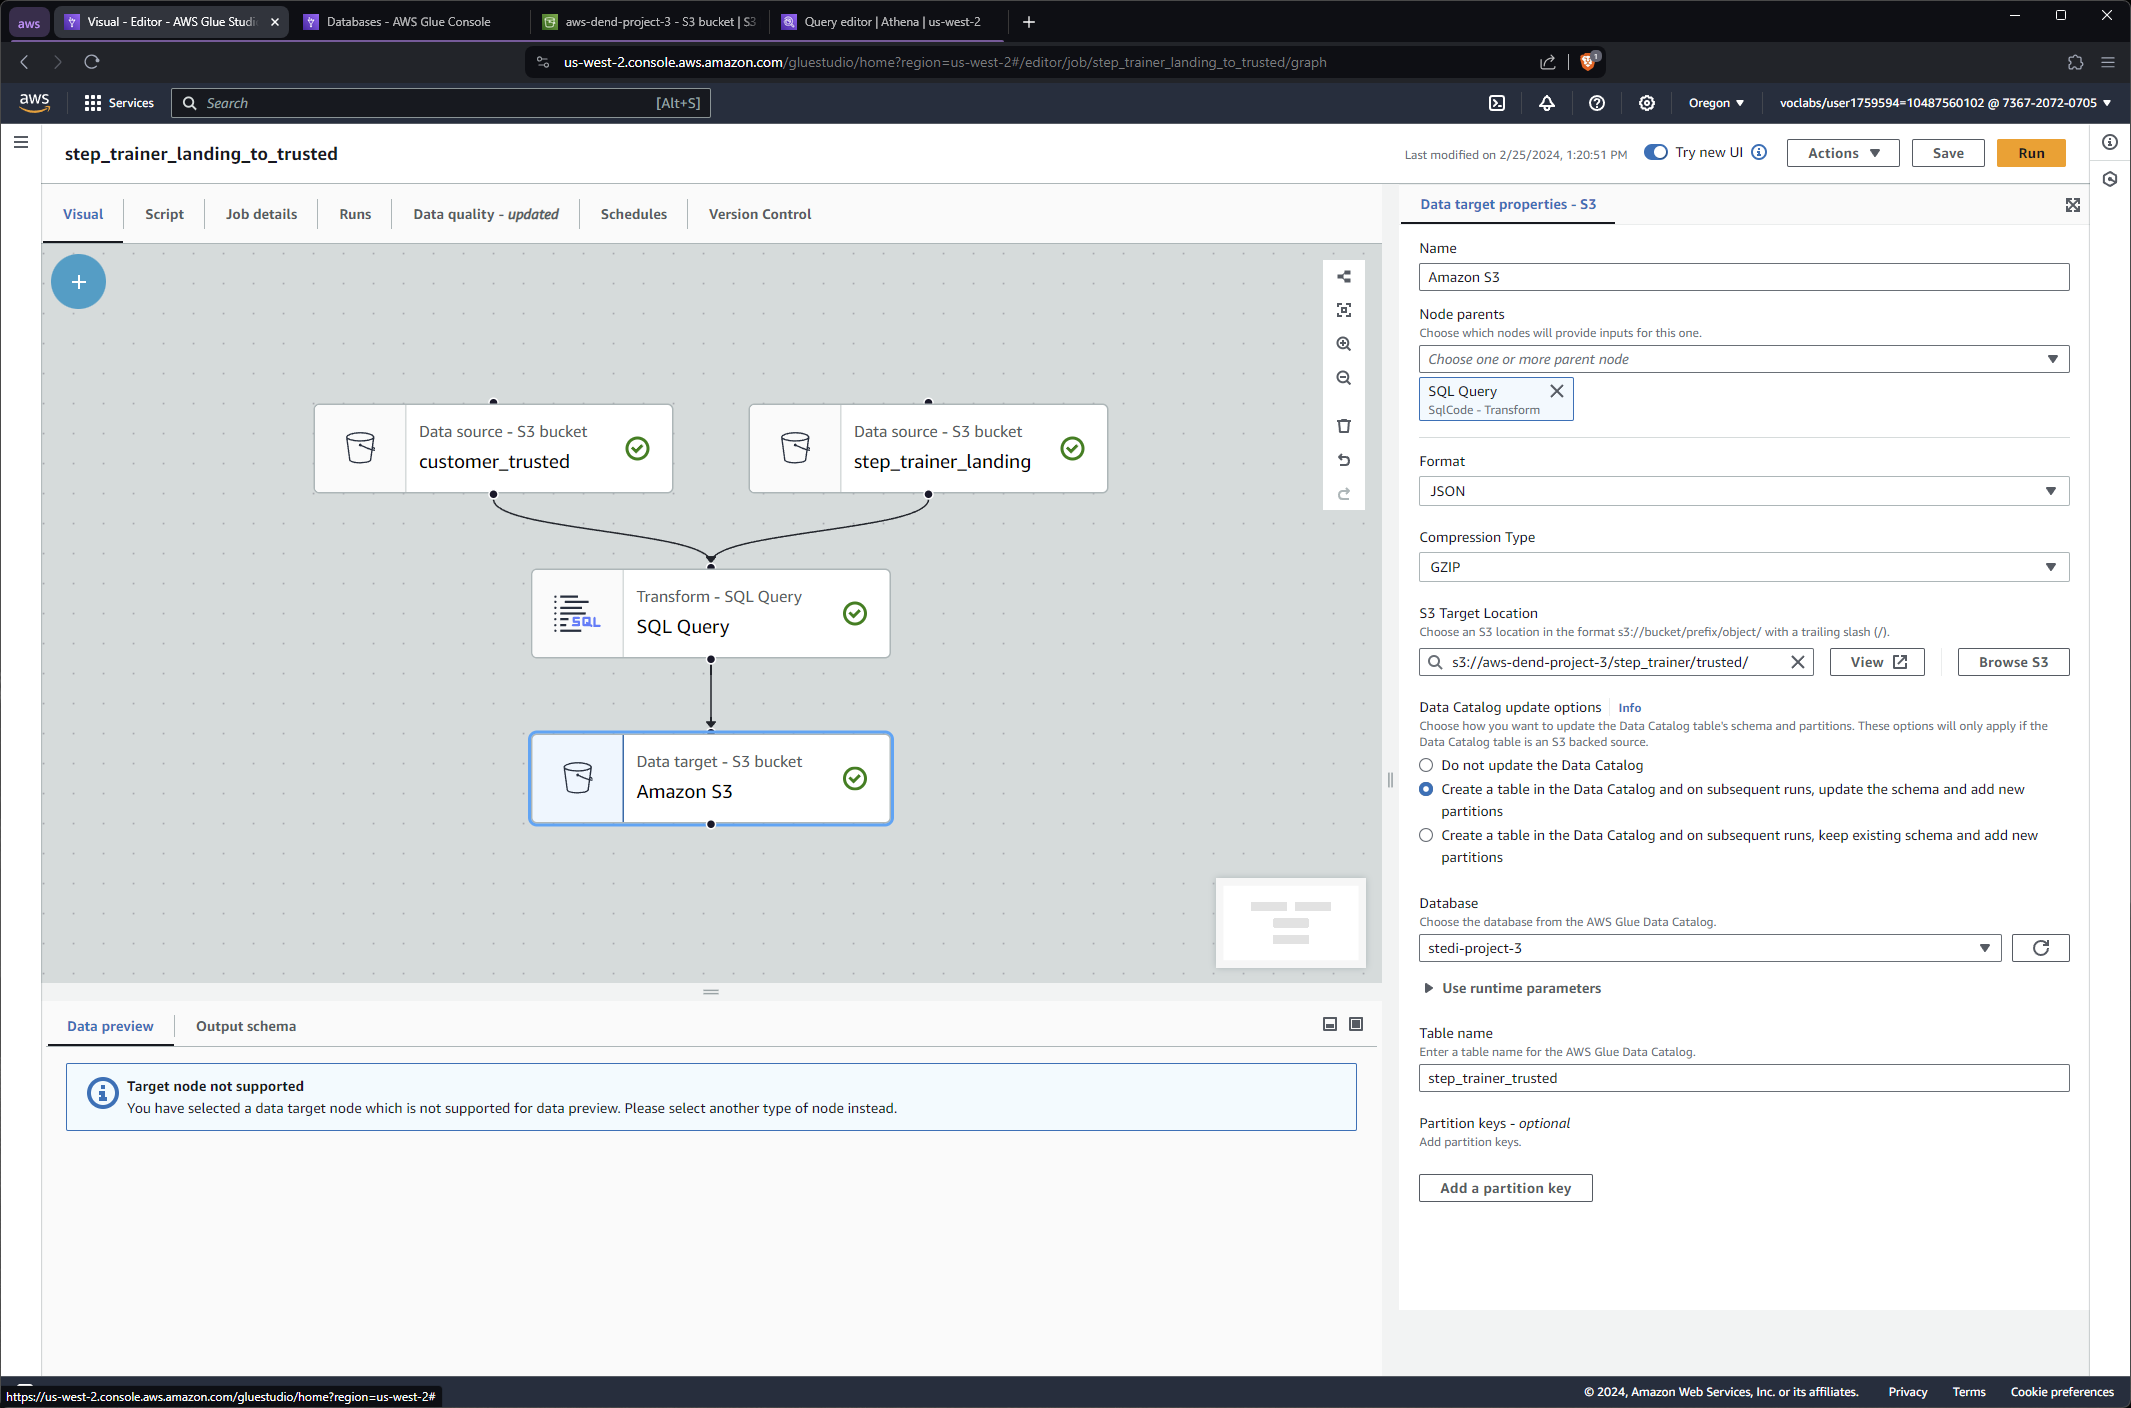 aws
Visual - Editor - AWS Glue Studi
Databases - AWS Glue Console
aws-dend-project-3 - S3 bucket | S3
Query editor | Athena | us-west-2
us-west-2.console.aws.amazon.com/gluestudio/home?region=us-west-2#/editor/job/step_trainer_landing_to_trusted/graph
1
aws
Services
Search
[Alt+S]
Oregon
voclabs/user1759594=10487560102 @ 7367-2072-0705
step_trainer_landing_to_trusted
Last modified on 2/25/2024, 1:20:51 PM
Try new UI
Actions
Save
Run
Visual
Script
Job details
Runs
Data quality - updated
Schedules
Version Control
Data source - S3 bucket
customer_trusted
Data source - S3 bucket
step_trainer_landing
SQL
Transform - SQL Query
SQL Query
Data target - S3 bucket
Amazon S3
Data preview
Output schema
Target node not supported
You have selected a data target node which is not supported for data preview. Please select another type of node instead.
Data target properties - S3
Name
Amazon S3
Node parents
Choose which nodes will provide inputs for this one.
Choose one or more parent node
SQL Query
SqlCode - Transform
Format
JSON
Compression Type
GZIP
S3 Target Location
Choose an S3 location in the format s3://bucket/prefix/object/ with a trailing slash (/).
s3://aws-dend-project-3/step_trainer/trusted/
View
Browse S3
Data Catalog update options
Info
Choose how you want to update the Data Catalog table's schema and partitions. These options will only apply if the
Data Catalog table is an S3 backed source.
Do not update the Data Catalog
Create a table in the Data Catalog and on subsequent runs, update the schema and add new
partitions
Create a table in the Data Catalog and on subsequent runs, keep existing schema and add new
partitions
Database
Choose the database from the AWS Glue Data Catalog.
stedi-project-3
Use runtime parameters
Table name
Enter a table name for the AWS Glue Data Catalog.
step_trainer_trusted
Partition keys - optional
Add partition keys.
Add a partition key
https://us-west-2.console.aws.amazon.com/gluestudio/home?region=us-west-2#
© 2024, Amazon Web Services, Inc. or its affiliates.
Privacy
Terms
Cookie preferences